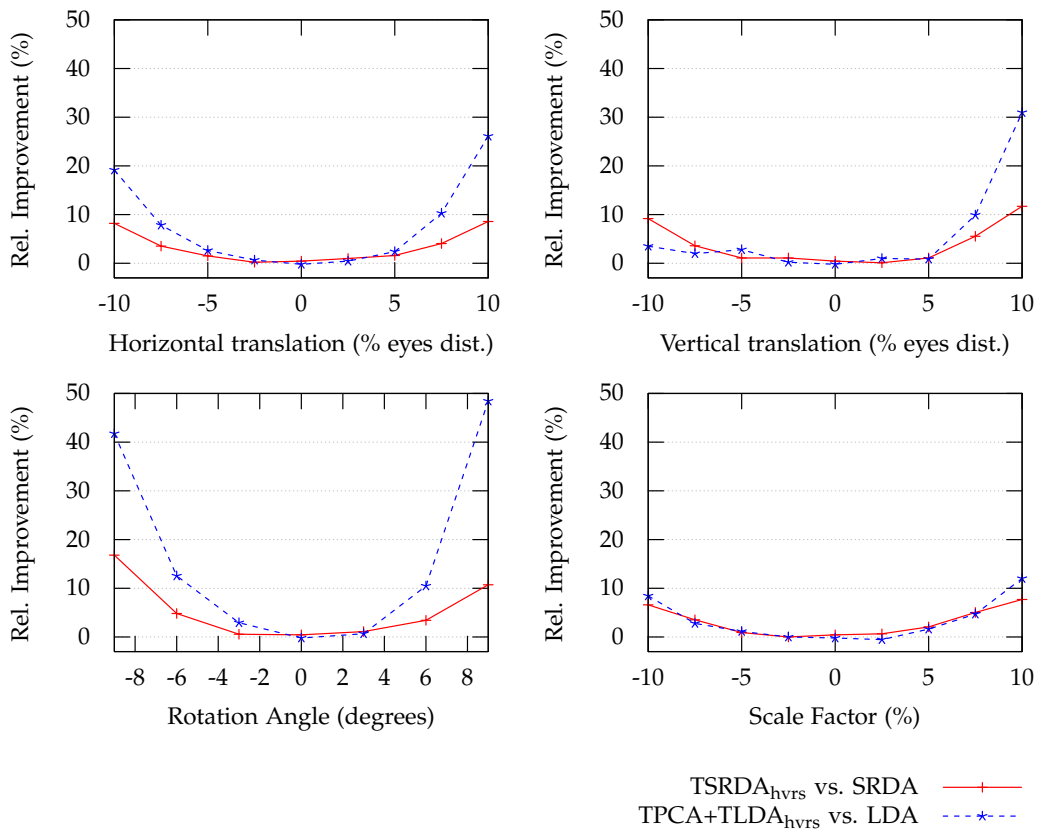 50
40
30
20
10
0
Rel. Improvement (%)
-10 -5 0 5 10
Horizontal translation (% eyes dist.)
50
40
30
20
10
0
Rel. Improvement (%)
-10 -5 0 5 10
Vertical translation (% eyes dist.)
50
40
30
20
10
0
Rel. Improvement (%)
-8 -6 -4 -2 0 2 4 6 8
Rotation Angle (degrees)
50
40
30
20
10
0
Rel. Improvement (%)
-10 -5 0 5 10
Scale Factor (%)
TSRDAhvrs vs. SRDA
TPCA+TLDAhvrs vs. LDA